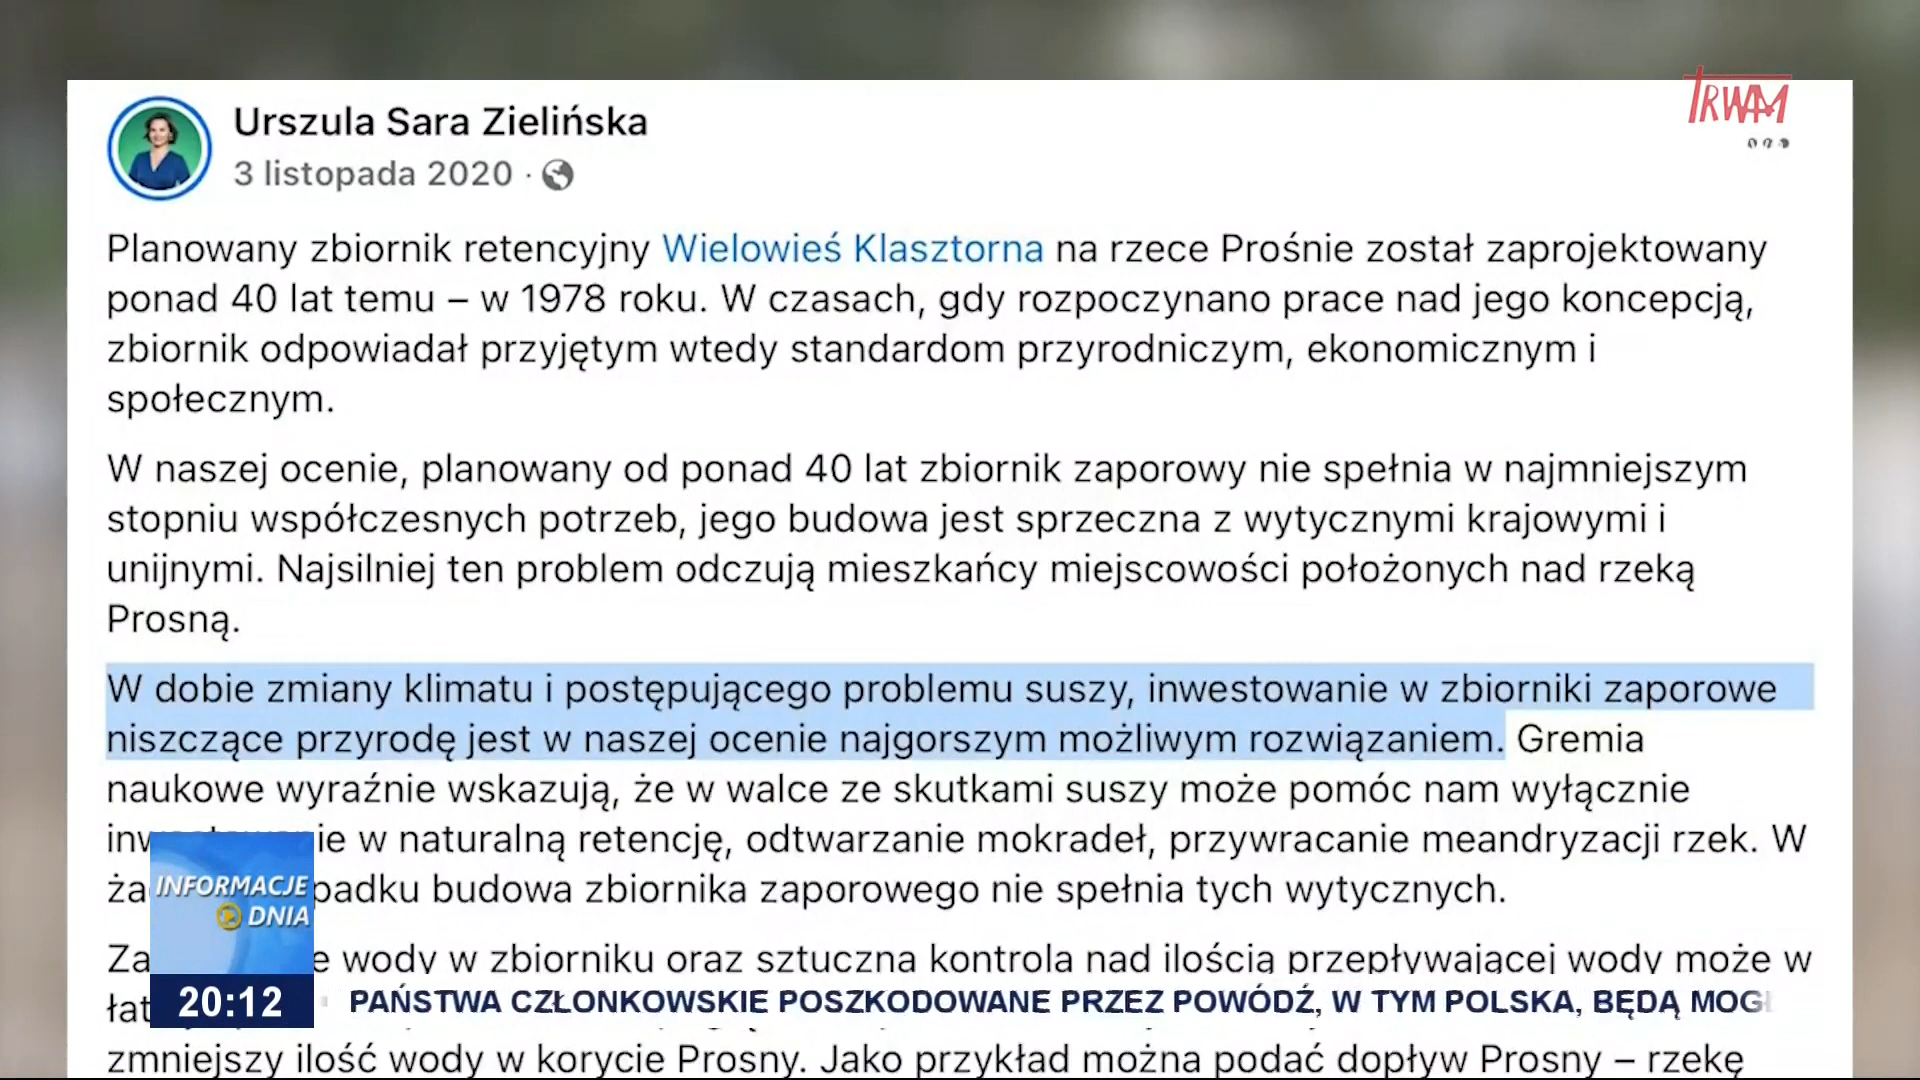 TRWAM
Urszula Sara Zielińska
3 listopada 2020 ·
Planowany zbiornik retencyjny Wielowieś Klasztorna na rzece Prośnie został zaprojektowany
ponad 40 lat temu – w 1978 roku. W czasach, gdy rozpoczynano prace nad jego koncepcją,
zbiornik odpowiadał przyjętym wtedy standardom przyrodniczym, ekonomicznym i
społecznym.
W naszej ocenie, planowany od ponad 40 lat zbiornik zaporowy nie spełnia w najmniejszym
stopniu współczesnych potrzeb, jego budowa jest sprzeczna z wytycznymi krajowymi i
unijnymi. Najsilniej ten problem odczują mieszkańcy miejscowości położonych nad rzeką
Prosną.
W dobie zmiany klimatu i postępującego problemu suszy, inwestowanie w zbiorniki zaporowe
niszczące przyrodę jest w naszej ocenie najgorszym możliwym rozwiązaniem. Gremia
naukowe wyraźnie wskazują, że w walce ze skutkami suszy może pomóc nam wyłącznie
w naturalną retencję, odtwarzanie mokradeł, przywracanie meandryzacji rzek. W
budowa zbiornika zaporowego nie spełnia tych wytycznych.
wody w zbiorniku oraz sztuczna kontrola nad ilością przepływającej wody może w
zmniejszy ilość wody w korycie Prosny. Jako przykład można podać dopływ Prosny – rzekę
INFORMACJE
DNIA
20:12
PAŃSTWA CZŁONKOWSKIE POSZKODOWANE PRZEZ POWÓDŹ, W TYM POLSKA, BĘDĄ